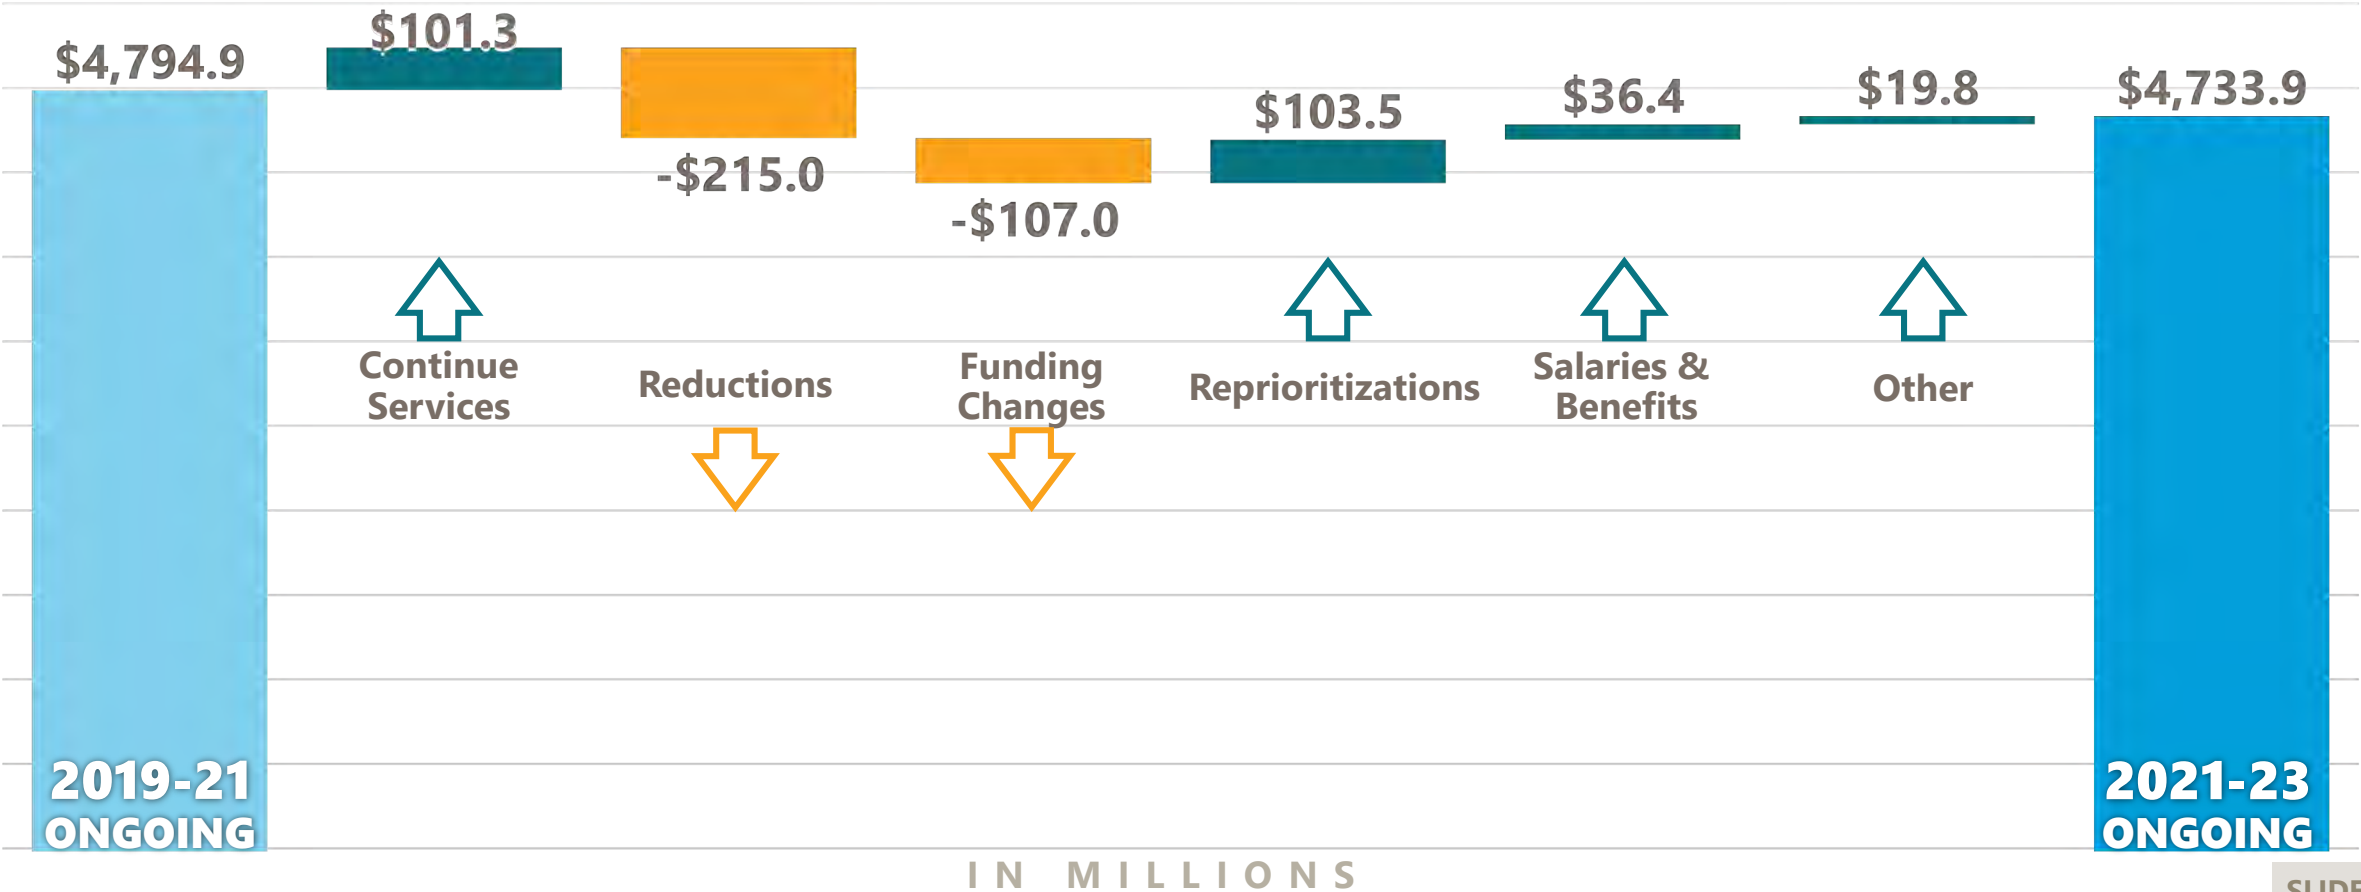 $4,794.9
$101.3
-$215.0
-$107.0
$103.5
$36.4
$19.8
$4,733.9
Continue
Services
Reductions
Funding
Changes
Reprioritizations
Salaries &
Benefits
Other
2019-21
ONGOING
2021-23
ONGOING
IN MILLIONS